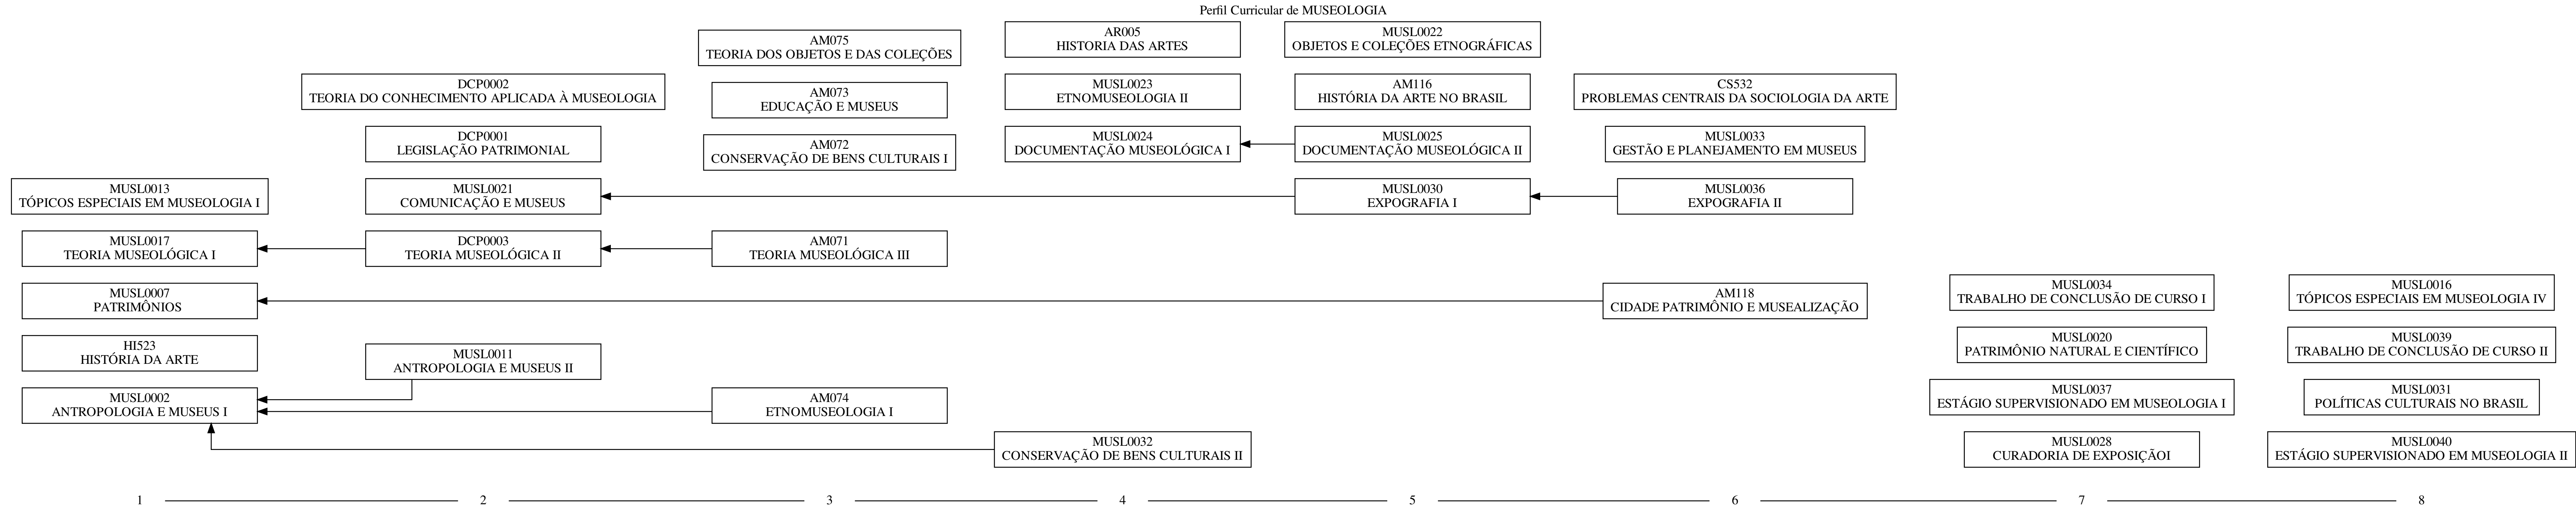 Perfil Curricular de MUSEOLOGIA
MUSL0013
TÓPICOS ESPECIAIS EM MUSEOLOGIA I
MUSL0017
TEORIA MUSEOLÓGICA I
MUSL0007
PATRIMÔNIOS
HI523
HISTÓRIA DA ARTE
MUSL0002
ANTROPOLOGIA E MUSEUS I
DCP0002
TEORIA DO CONHECIMENTO APLICADA À MUSEOLOGIA
DCP0001
LEGISLAÇÃO PATRIMONIAL
MUSL0021
COMUNICAÇÃO E MUSEUS
DCP0003
TEORIA MUSEOLÓGICA II
MUSL0011
ANTROPOLOGIA E MUSEUS II
AM075
TEORIA DOS OBJETOS E DAS COLEÇÕES
AM073
EDUCAÇÃO E MUSEUS
AM072
CONSERVAÇÃO DE BENS CULTURAIS I
AM071
TEORIA MUSEOLÓGICA III
AM074
ETNOMUSEOLOGIA I
AR005
HISTORIA DAS ARTES
MUSL0023
ETNOMUSEOLOGIA II
MUSL0024
DOCUMENTAÇÃO MUSEOLÓGICA I
MUSL0032
CONSERVAÇÃO DE BENS CULTURAIS II
MUSL0022
OBJETOS E COLEÇÕES ETNOGRÁFICAS
AM116
HISTÓRIA DA ARTE NO BRASIL
MUSL0025
DOCUMENTAÇÃO MUSEOLÓGICA II
MUSL0030
EXPOGRAFIA I
CS532
PROBLEMAS CENTRAIS DA SOCIOLOGIA DA ARTE
MUSL0033
GESTÃO E PLANEJAMENTO EM MUSEUS
MUSL0036
EXPOGRAFIA II
AM118
CIDADE PATRIMÔNIO E MUSEALIZAÇÃO
MUSL0034
TRABALHO DE CONCLUSÃO DE CURSO I
MUSL0020
PATRIMÔNIO NATURAL E CIENTÍFICO
MUSL0037
ESTÁGIO SUPERVISIONADO EM MUSEOLOGIA I
MUSL0028
CURADORIA DE EXPOSIÇÃOI
MUSL0016
TÓPICOS ESPECIAIS EM MUSEOLOGIA IV
MUSL0039
TRABALHO DE CONCLUSÃO DE CURSO II
MUSL0031
POLÍTICAS CULTURAIS NO BRASIL
MUSL0040
ESTÁGIO SUPERVISIONADO EM MUSEOLOGIA II
1 2 3 4 5 6 7 8